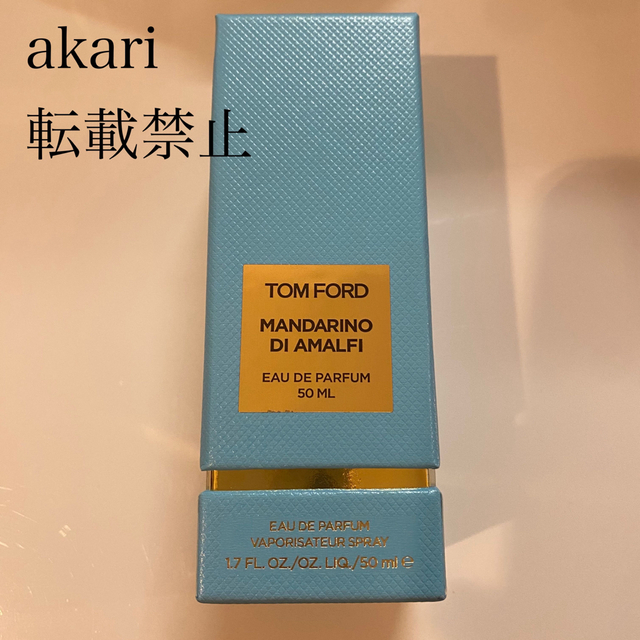 akari
転載禁止
TOM FORD
MANDARINO
DI AMALFI
EAU DE PARFUM
50 ML
EAU DE PARFUM
VAPORISATEUR SPRAY
1.7 FL. OZ./OZ. LIQ./50 ml ℮